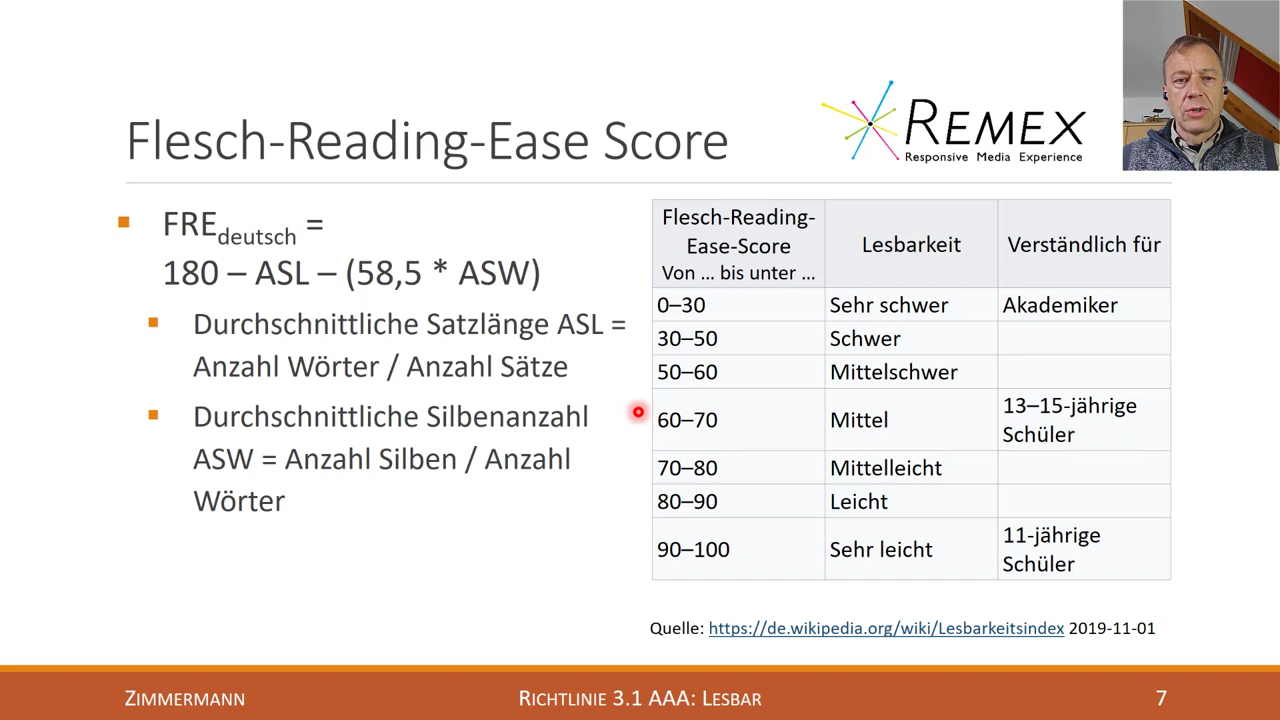 Flesch-Reading-Ease Score
REMEX
Responsive Media Experience
FREdeutsch =
180 – ASL – (58,5 * ASW)
Durchschnittliche Satzlänge ASL =
Anzahl Wörter / Anzahl Sätze
Durchschnittliche Silbenanzahl
ASW = Anzahl Silben / Anzahl
Wörter
Flesch-Reading-
Ease-Score
Von ... bis unter ...
Lesbarkeit
Verständlich für
0–30 Sehr schwer Akademiker
30–50 Schwer
50–60 Mittelschwer
60–70 Mittel 13–15-jährige
Schüler
70–80 Mittelleicht
80–90 Leicht
90–100 Sehr leicht 11-jährige
Schüler
Quelle: https://de.wikipedia.org/wiki/Lesbarkeitsindex 2019-11-01
ZIMMERMANN
RICHTLINIE 3.1 AAA: LESBAR
7